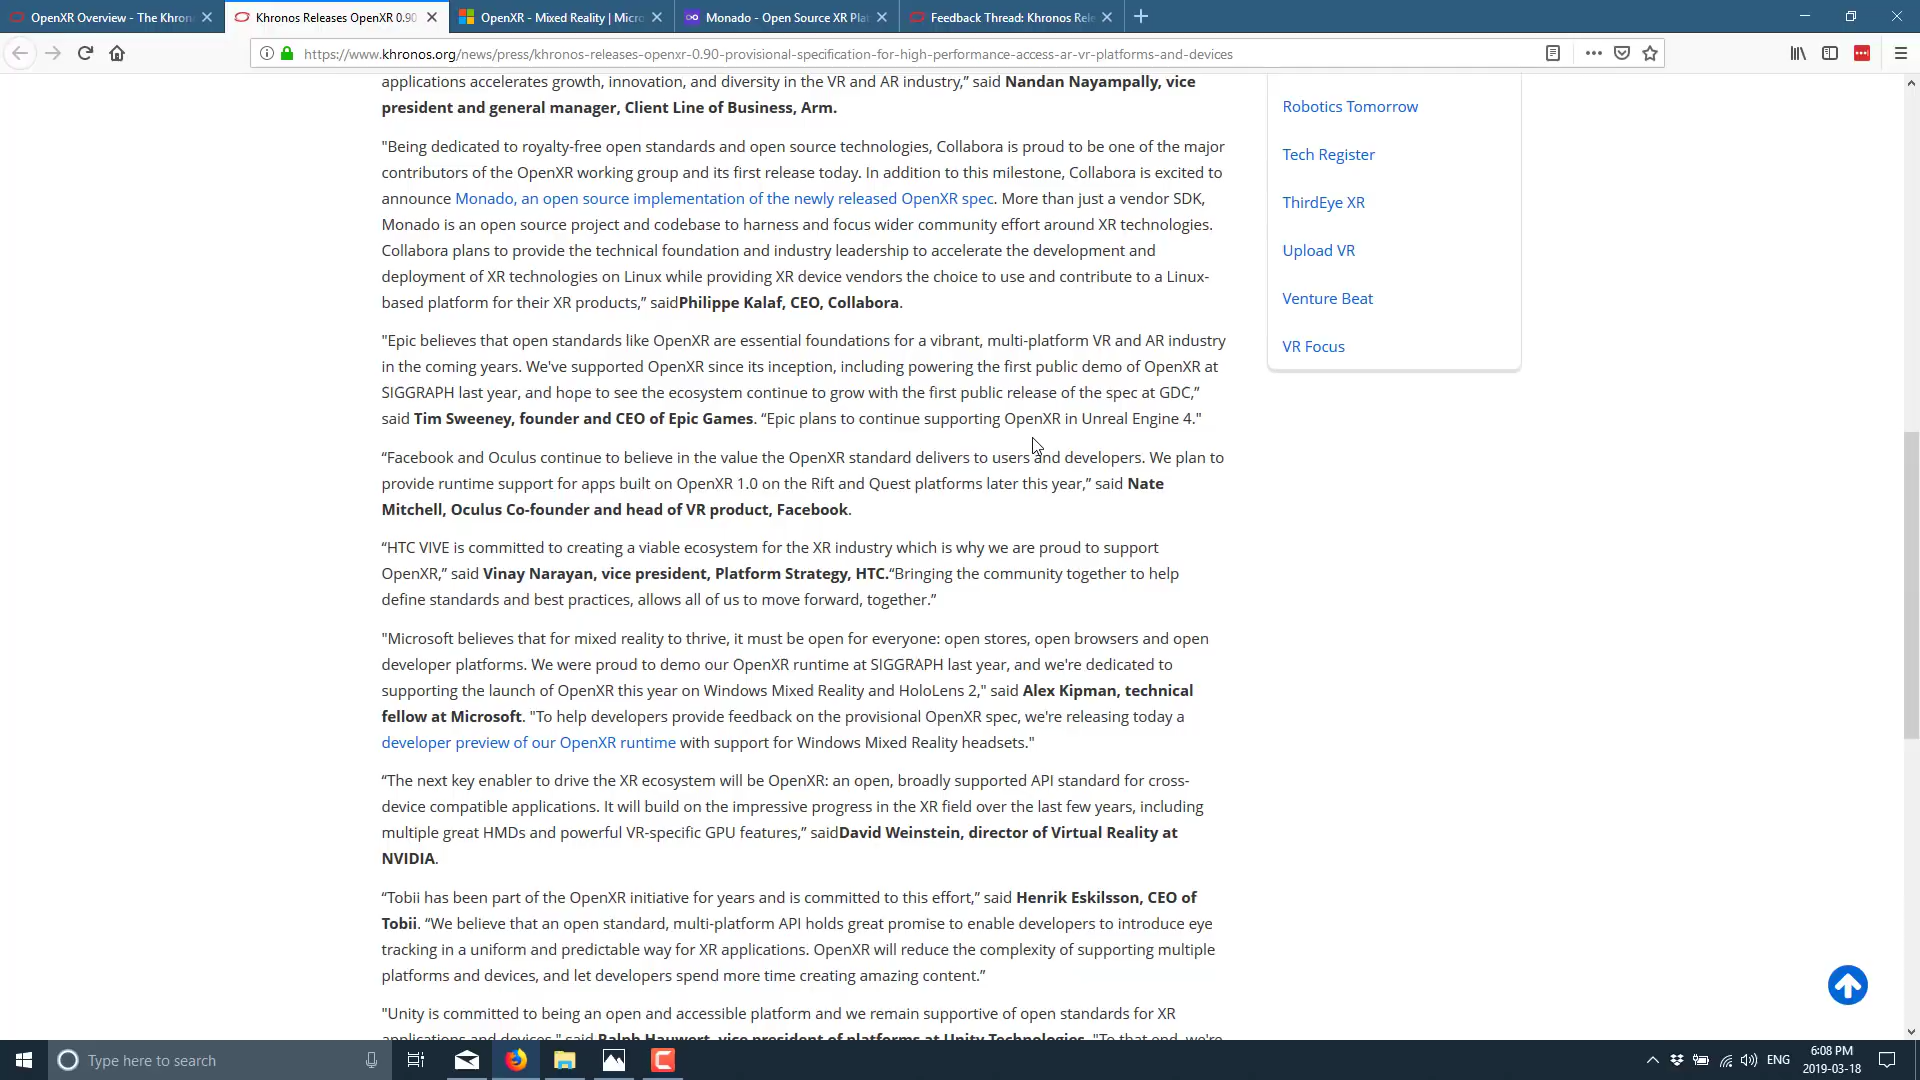 OpenXR Overview - The Khron
Khronos Releases OpenXR 0.90
OpenXR - Mixed Reality | Micro
Monado - Open Source XR Pla
Feedback Thread: Khronos Rele
https://www.khronos.org/news/press/khronos-releases-openxr-0.90-provisional-specification-for-high-performance-access-ar-vr-platforms-and-devices
applications accelerates growth, innovation, and diversity in the VR and AR industry,” said Nandan Nayampally, vice
president and general manager, Client Line of Business, Arm.
"Being dedicated to royalty-free open standards and open source technologies, Collabora is proud to be one of the major
contributors of the OpenXR working group and its first release today. In addition to this milestone, Collabora is excited to
announce Monado, an open source implementation of the newly released OpenXR spec. More than just a vendor SDK,
Monado is an open source project and codebase to harness and focus wider community effort around XR technologies.
Collabora plans to provide the technical foundation and industry leadership to accelerate the development and
deployment of XR technologies on Linux while providing XR device vendors the choice to use and contribute to a Linux-
based platform for their XR products,” saidPhilippe Kalaf, CEO, Collabora.
"Epic believes that open standards like OpenXR are essential foundations for a vibrant, multi-platform VR and AR industry
in the coming years. We've supported OpenXR since its inception, including powering the first public demo of OpenXR at
SIGGRAPH last year, and hope to see the ecosystem continue to grow with the first public release of the spec at GDC,”
said Tim Sweeney, founder and CEO of Epic Games. “Epic plans to continue supporting OpenXR in Unreal Engine 4."
“Facebook and Oculus continue to believe in the value the OpenXR standard delivers to users and developers. We plan to
provide runtime support for apps built on OpenXR 1.0 on the Rift and Quest platforms later this year,” said Nate
Mitchell, Oculus Co-founder and head of VR product, Facebook.
“HTC VIVE is committed to creating a viable ecosystem for the XR industry which is why we are proud to support
OpenXR,” said Vinay Narayan, vice president, Platform Strategy, HTC.“Bringing the community together to help
define standards and best practices, allows all of us to move forward, together.”
"Microsoft believes that for mixed reality to thrive, it must be open for everyone: open stores, open browsers and open
developer platforms. We were proud to demo our OpenXR runtime at SIGGRAPH last year, and we're dedicated to
supporting the launch of OpenXR this year on Windows Mixed Reality and HoloLens 2," said Alex Kipman, technical
fellow at Microsoft. "To help developers provide feedback on the provisional OpenXR spec, we're releasing today a
developer preview of our OpenXR runtime with support for Windows Mixed Reality headsets."
“The next key enabler to drive the XR ecosystem will be OpenXR: an open, broadly supported API standard for cross-
device compatible applications. It will build on the impressive progress in the XR field over the last few years, including
multiple great HMDs and powerful VR-specific GPU features,” saidDavid Weinstein, director of Virtual Reality at
NVIDIA.
“Tobii has been part of the OpenXR initiative for years and is committed to this effort,” said Henrik Eskilsson, CEO of
Tobii. “We believe that an open standard, multi-platform API holds great promise to enable developers to introduce eye
tracking in a uniform and predictable way for XR applications. OpenXR will reduce the complexity of supporting multiple
platforms and devices, and let developers spend more time creating amazing content.”
"Unity is committed to being an open and accessible platform and we remain supportive of open standards for XR
applications and devices," said Ralph Hauwert, vice president of platforms at Unity Technologies. "To that end, we're
Robotics Tomorrow
Tech Register
ThirdEye XR
Upload VR
Venture Beat
VR Focus
Type here to search
ENG
6:08 PM
2019-03-18